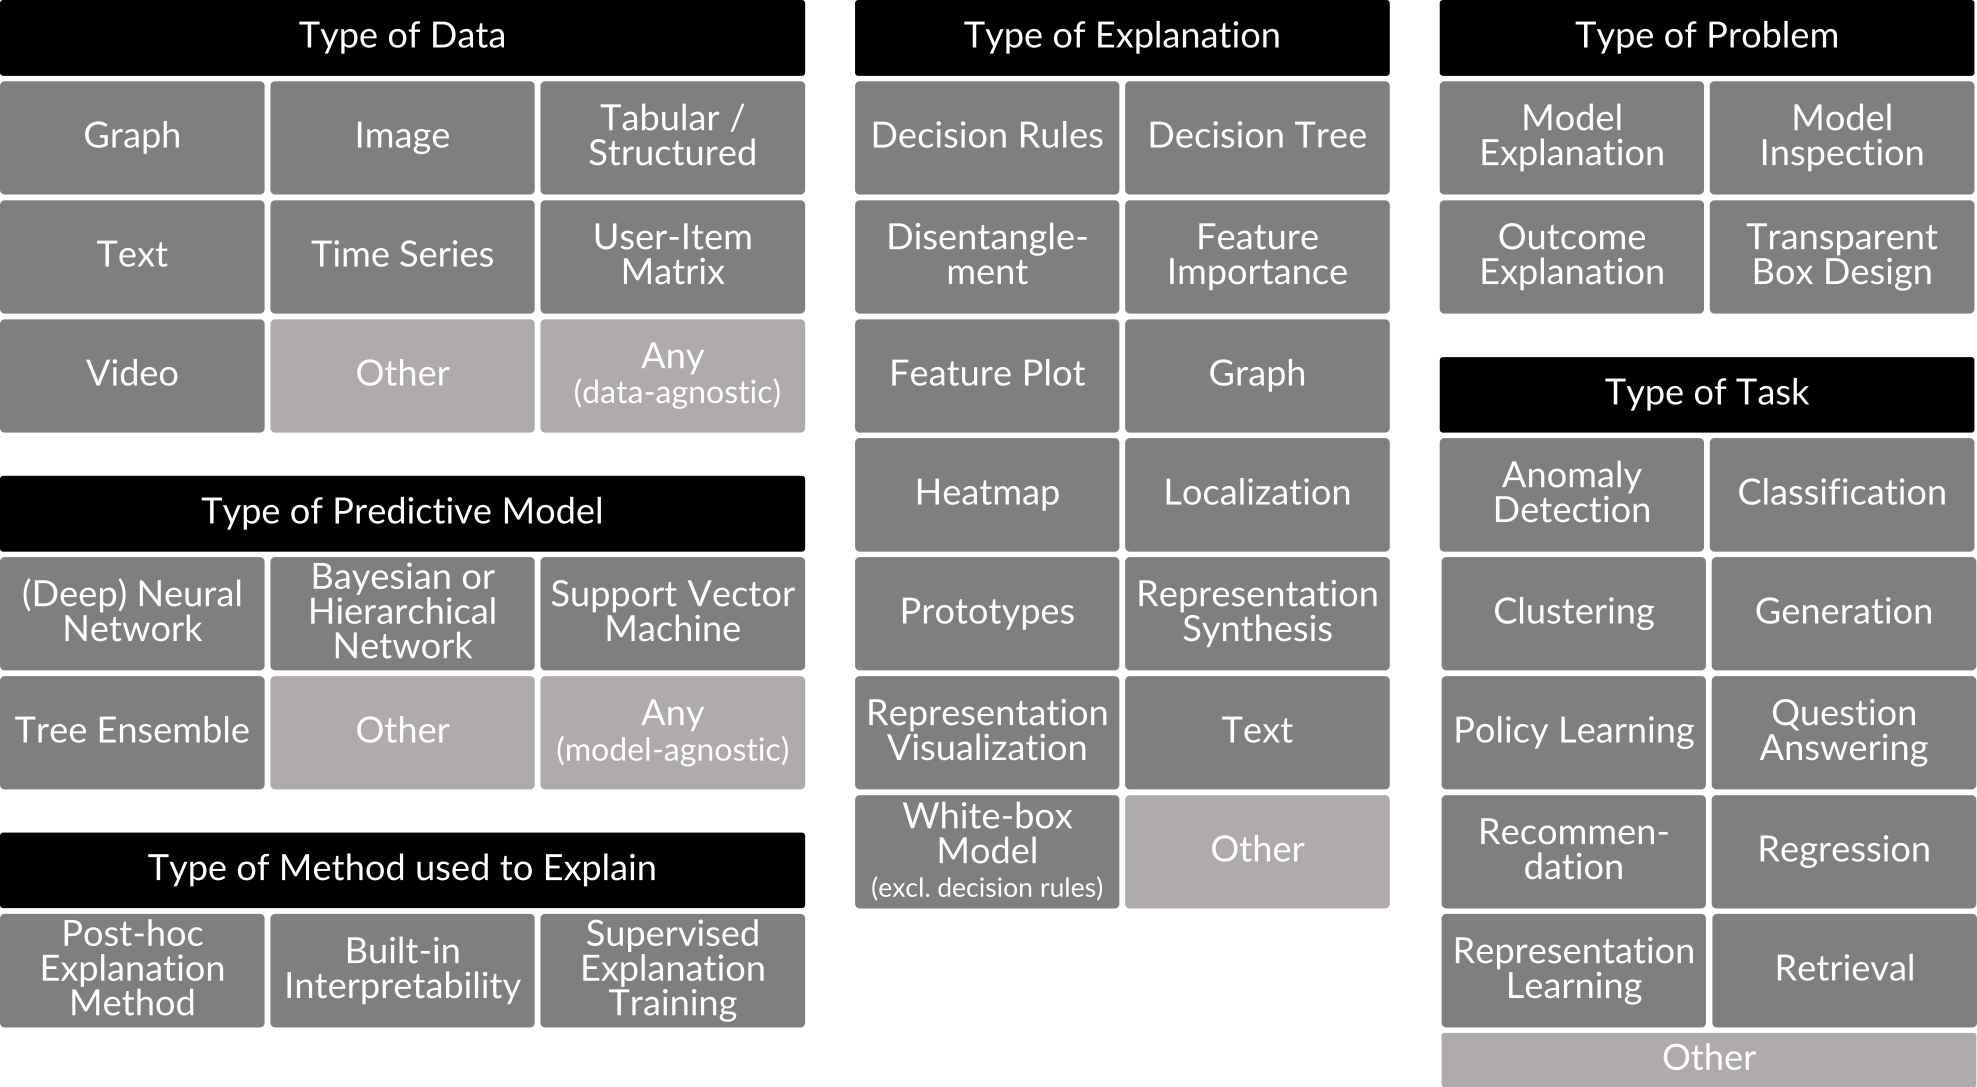 Type of Data
Graph
Image
Tabular /
Structured
Text
Time Series
User-Item
Matrix
Video
Other
Any
(data-agnostic)
Type of Predictive Model
(Deep) Neural
Network
Bayesian or
Hierarchical
Network
Support Vector
Machine
Tree Ensemble
Other
Any
(model-agnostic)
Type of Method used to Explain
Post-hoc
Explanation
Method
Built-in
Interpretability
Supervised
Explanation
Training
Type of Explanation
Decision Rules
Decision Tree
Disentangle-
ment
Feature
Importance
Feature Plot
Graph
Heatmap
Localization
Prototypes
Representation
Synthesis
Representation
Visualization
Text
White-box
Model
(excl. decision rules)
Other
Type of Problem
Model
Explanation
Model
Inspection
Outcome
Explanation
Transparent
Box Design
Type of Task
Anomaly
Detection
Classification
Clustering
Generation
Policy Learning
Question
Answering
Recommen-
dation
Regression
Representation
Learning
Retrieval
Other